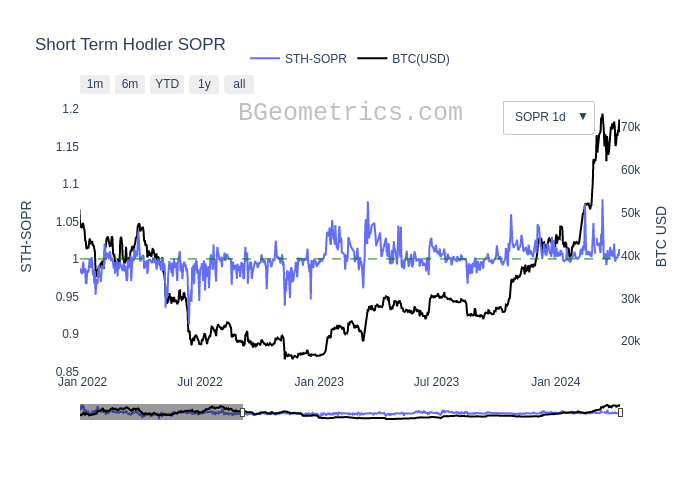 Short Term Hodler SOPR
STH-SOPR
BTC(USD)
1m
6m
YTD
1y
all
BGeometrics.com
SOPR 1d
▼
1.2
1.15
1.1
1.05
1
0.95
0.9
0.85
STH-SOPR
70k
60k
50k
40k
30k
20k
BTC USD
Jan 2022
Jul 2022
Jan 2023
Jul 2023
Jan 2024